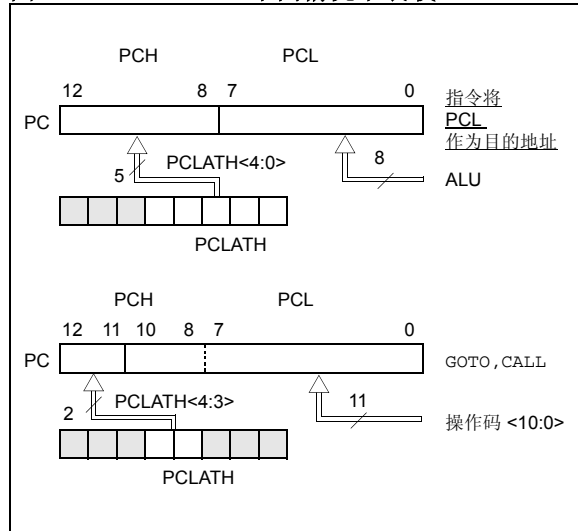 PCH PCL
12 8 7 0
指令将
PCL
作为目的地址
PC
5 PCLATH<4:0>
8
ALU
PCLATH
PCH PCL
12 11 10 8 7 0
PC
GOTO,CALL
2 PCLATH<4:3>
11
操作码 <10:0>
PCLATH